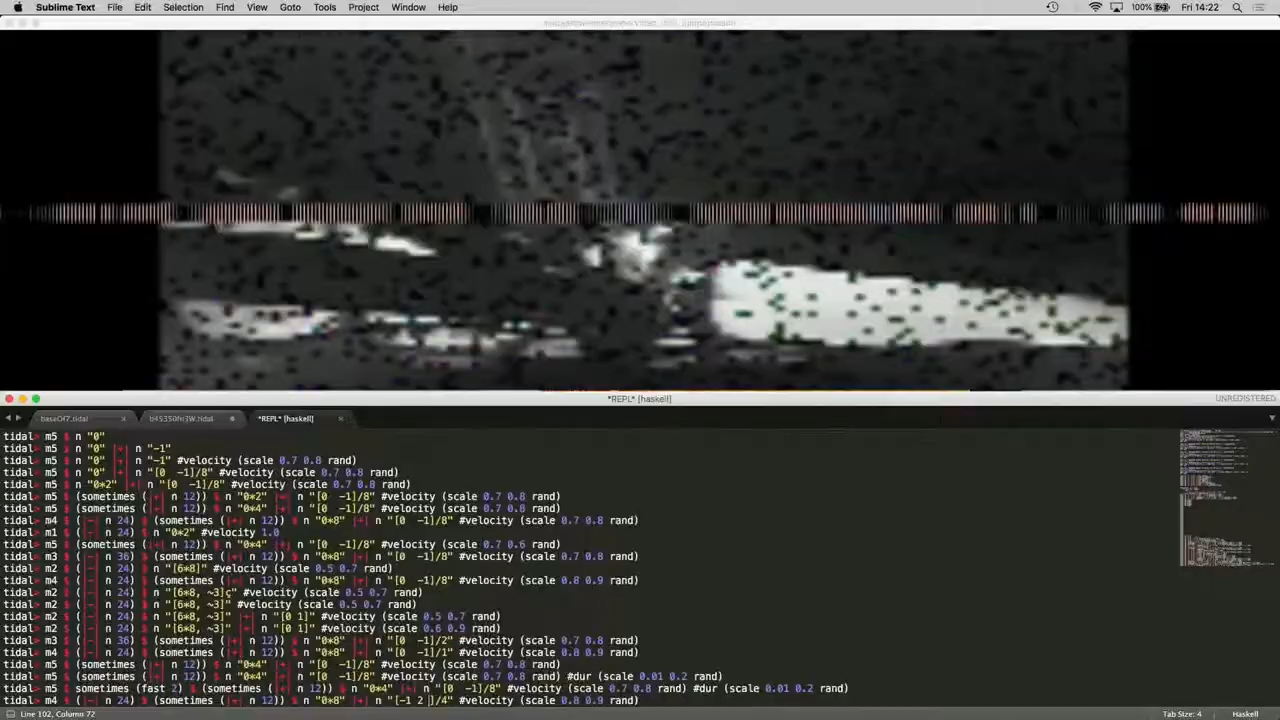 Sublime Text File Edit Selection Find View Goto Tools Project Window Help 100% Fri 14:22
*REPL* [haskell] UNREGISTERED
base0f7.tidal tr45350frr3W.tidal *REPL* [haskell]
tidal> m5 $ n "0"
tidal> m5 $ n "0" |+| n "-1"
tidal> m5 $ n "0" |+| n "-1" #velocity (scale 0.7 0.8 rand)
tidal> m5 $ n "0" |+| n "[0 -1]/8" #velocity (scale 0.7 0.8 rand)
tidal> m5 $ n "0*2" |+| n "[0 -1]/8" #velocity (scale 0.7 0.8 rand)
tidal> m5 $ (sometimes (|+| n 12)) $ n "0*2" |+| n "[0 -1]/8" #velocity (scale 0.7 0.8 rand)
tidal> m5 $ (sometimes (|+| n 12)) $ n "0*4" |+| n "[0 -1]/8" #velocity (scale 0.7 0.8 rand)
tidal> m4 $ (|-| n 24) $ (sometimes (|+| n 12)) $ n "0*8" |+| n "[0 -1]/8" #velocity (scale 0.7 0.8 rand)
tidal> m1 $ (|-| n 24) $ n "0*2" #velocity 1.0
tidal> m5 $ (sometimes (|+| n 12)) $ n "0*4" |+| n "[0 -1]/8" #velocity (scale 0.7 0.6 rand)
tidal> m3 $ (|-| n 36) $ (sometimes (|+| n 12)) $ n "0*8" |+| n "[0 -1]/8" #velocity (scale 0.7 0.8 rand)
tidal> m2 $ (|-| n 24) $ n "[6*8]" #velocity (scale 0.5 0.7 rand)
tidal> m4 $ (|-| n 24) $ (sometimes (|+| n 12)) $ n "0*8" |+| n "[0 -1]/8" #velocity (scale 0.8 0.9 rand)
tidal> m2 $ (|-| n 24) $ n "[6*8, ~3]ç" #velocity (scale 0.5 0.7 rand)
tidal> m2 $ (|-| n 24) $ n "[6*8, ~3]" #velocity (scale 0.5 0.7 rand)
tidal> m2 $ (|-| n 24) $ n "[6*8, ~3]" |+| n "[0 1]" #velocity (scale 0.5 0.7 rand)
tidal> m2 $ (|-| n 24) $ n "[6*8, ~3]" |+| n "[0 1]" #velocity (scale 0.6 0.9 rand)
tidal> m3 $ (|-| n 36) $ (sometimes (|+| n 12)) $ n "0*8" |+| n "[0 -1]/2" #velocity (scale 0.7 0.8 rand)
tidal> m4 $ (|-| n 24) $ (sometimes (|+| n 12)) $ n "0*8" |+| n "[0 -1]/1" #velocity (scale 0.8 0.9 rand)
tidal> m5 $ (sometimes (|+| n 12)) $ n "0*4" |+| n "[0 -1]/8" #velocity (scale 0.7 0.8 rand)
tidal> m5 $ (sometimes (|+| n 12)) $ n "0*4" |+| n "[0 -1]/8" #velocity (scale 0.7 0.8 rand) #dur (scale 0.01 0.2 rand)
tidal> m5 $ sometimes (fast 2) $ (sometimes (|+| n 12)) $ n "0*4" |+| n "[0 -1]/8" #velocity (scale 0.7 0.8 rand) #dur (scale 0.01 0.2 rand)
tidal> m4 $ (|-| n 24) $ (sometimes (|+| n 12)) $ n "0*8" |+| n "[-1 2 ]/4" #velocity (scale 0.8 0.9 rand)
Line 102, Column 72 Tab Size: 4 Haskell